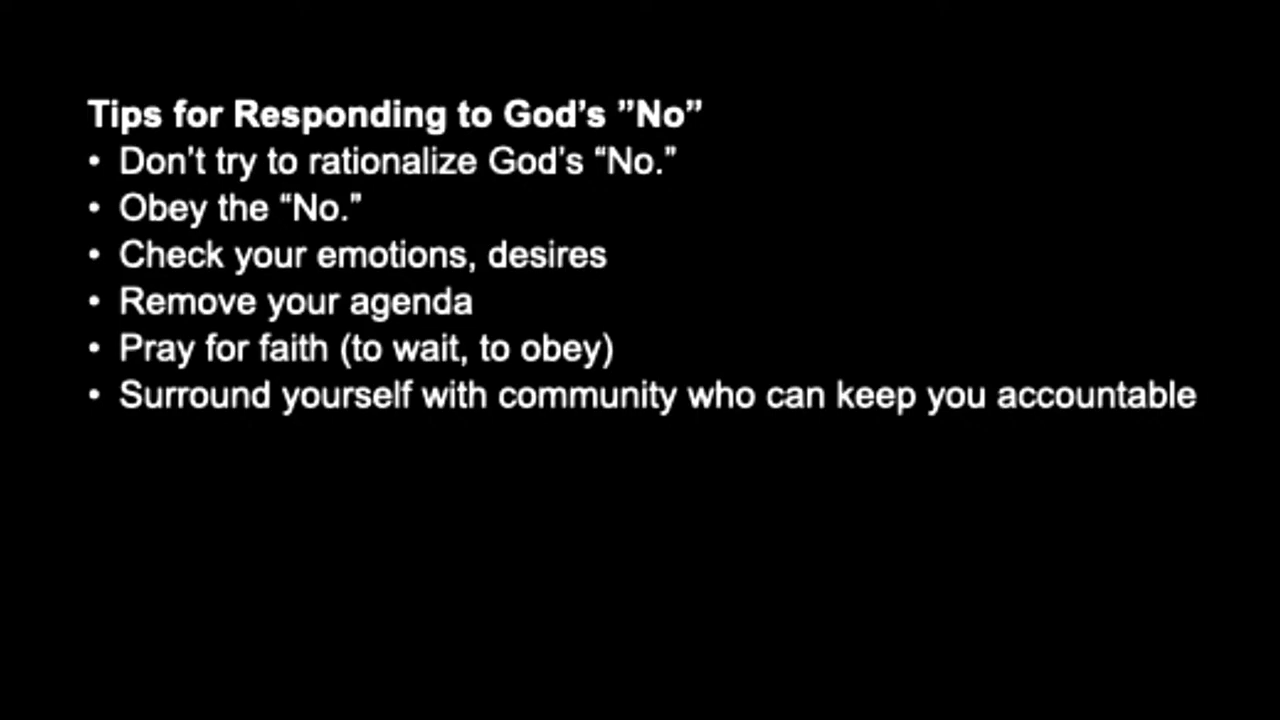 Tips for Responding to God’s ”No”
• Don’t try to rationalize God’s “No.”
• Obey the “No.”
• Check your emotions, desires
• Remove your agenda
• Pray for faith (to wait, to obey)
• Surround yourself with community who can keep you accountable